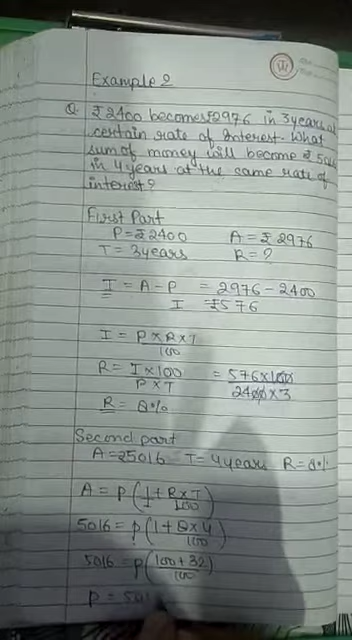 Example 2
Q. ₹2400 becomes ₹2976 in 3 years at
certain rate of interest. What
sum of money will become ₹ 501
in 4 years at the same rate of
interest?
First Part
P = ₹2400 A = ₹ 2976
T = 3 years R = ?
I = A - P = 2976 - 2400
I = ₹576
I = P×R×T/100
R = I×100/P×T = 576×100/2400×3
R = 8%
Second part
A = 25016 T = 4 years R = 8%
A = P(1+R×T/100)
5016 = P(1+8×4/100)
5016 = P(100+32/100)
P = 501